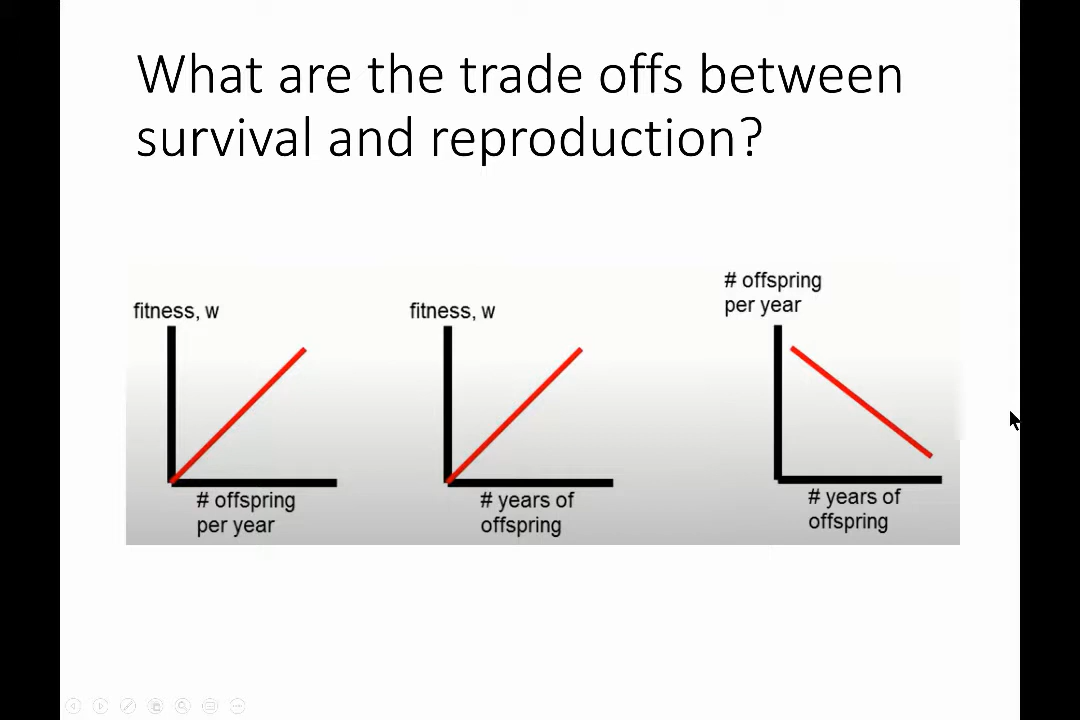 What are the trade offs between
survival and reproduction?
fitness, w
# offspring
per year
fitness, w
# years of
offspring
# offspring
per year
# years of
offspring